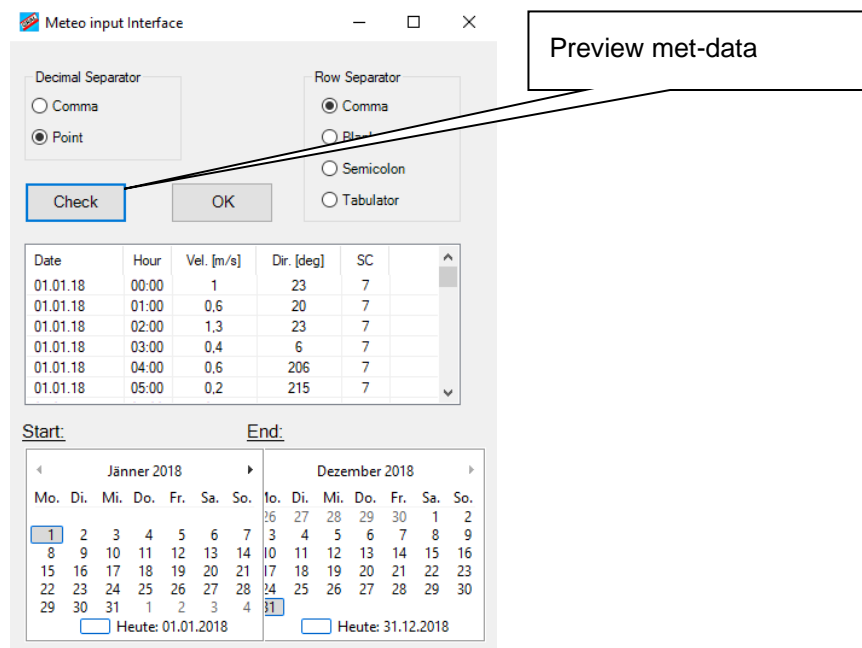 Meteo input Interface
Preview met-data
Decimal Separator
Comma
Point
Row Separator
Comma
Semicolon
Tabulator
Check
OK
Date Hour Vel. [m/s] Dir. [deg] SC
01.01.18 00:00 1 23 7
01.01.18 01:00 0,6 20 7
01.01.18 02:00 1,3 23 7
01.01.18 03:00 0,4 6 7
01.01.18 04:00 0,6 206 7
01.01.18 05:00 0,2 215 7
Start:
Jänner 2018
Mo. Di. Mi. Do. Fr. Sa. So.
1 2 3 4 5 6 7
8 9 10 11 12 13 14
15 16 17 18 19 20 21
22 23 24 25 26 27 28
29 30 31 1 2 3 4
Heute: 01.01.2018
End:
Dezember 2018
Mo. Di. Mi. Do. Fr. Sa. So.
26 27 28 29 30 1 2
3 4 5 6 7 8 9
10 11 12 13 14 15 16
17 18 19 20 21 22 23
24 25 26 27 28 29 30
31
Heute: 31.12.2018